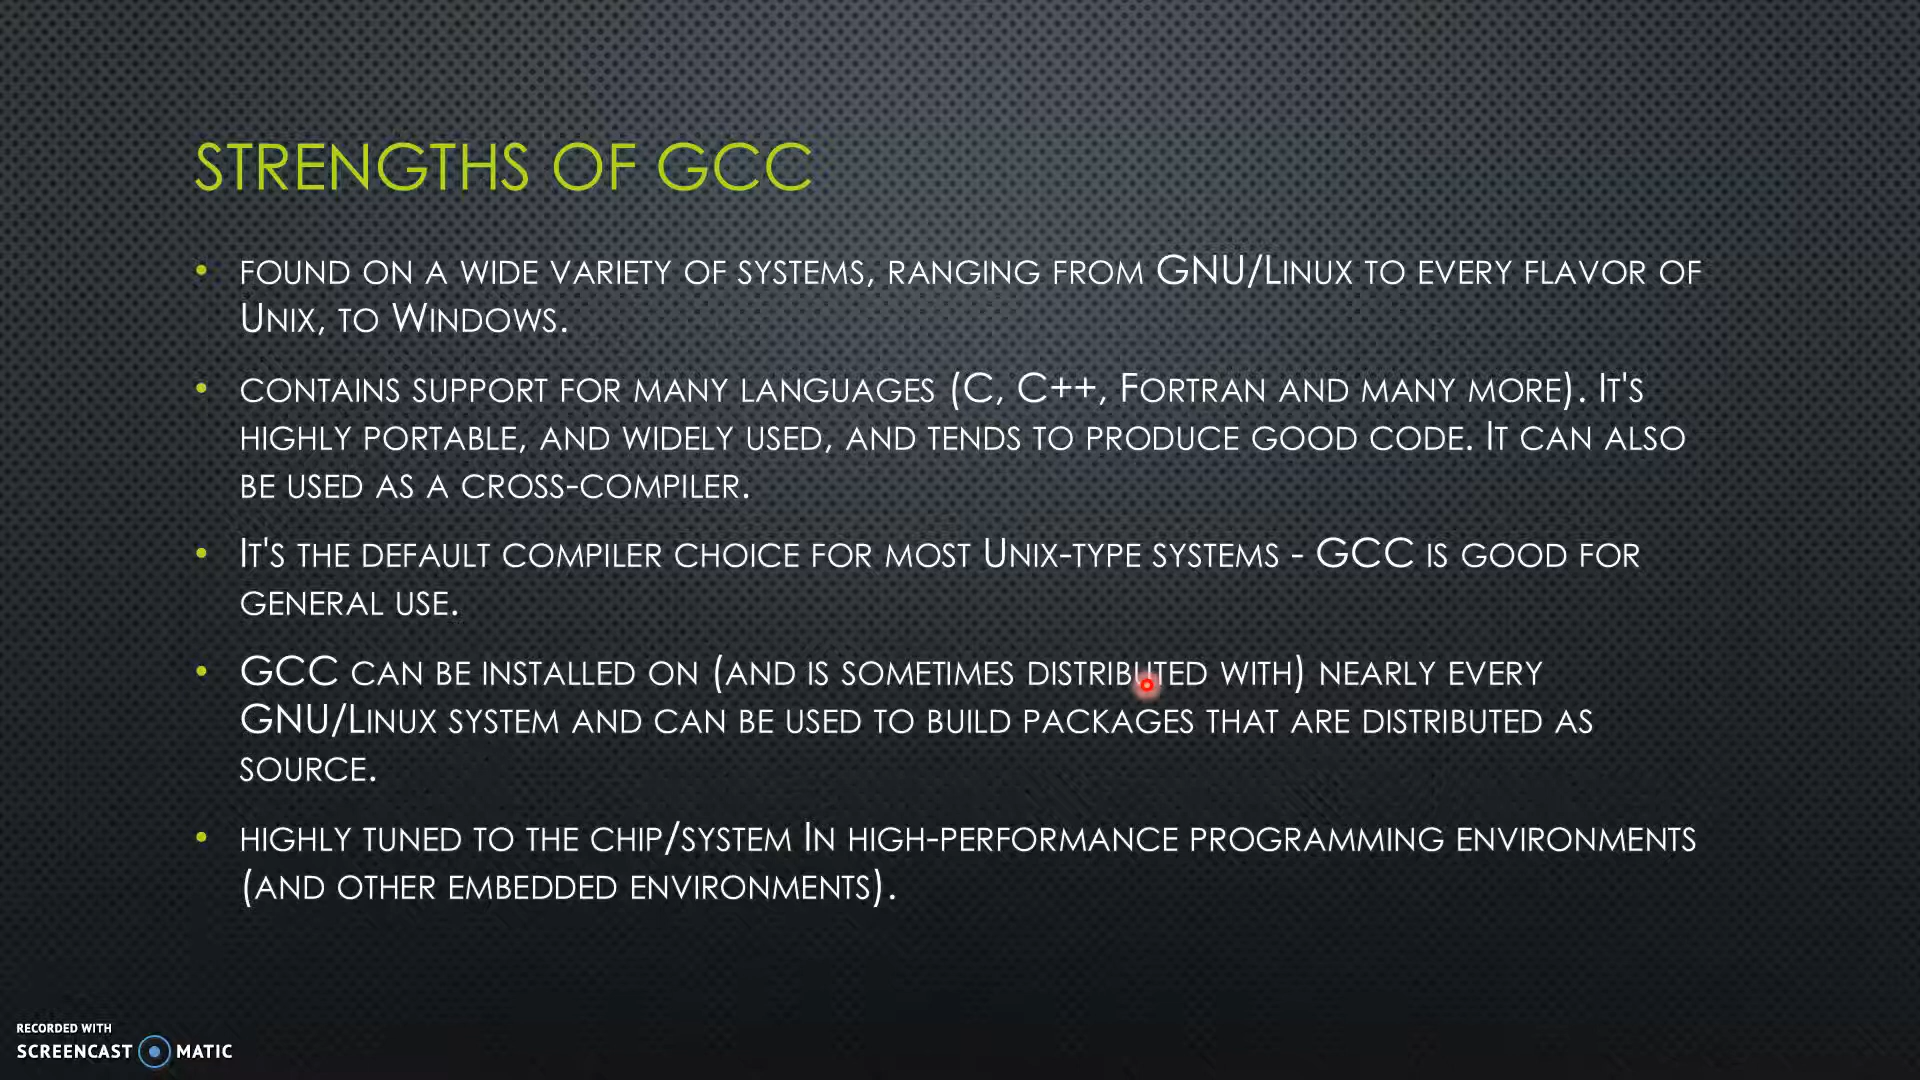 STRENGTHS OF GCC
• FOUND ON A WIDE VARIETY OF SYSTEMS, RANGING FROM GNU/LINUX TO EVERY FLAVOR OF
UNIX, TO WINDOWS.
• CONTAINS SUPPORT FOR MANY LANGUAGES (C, C++, FORTRAN AND MANY MORE). IT'S
HIGHLY PORTABLE, AND WIDELY USED, AND TENDS TO PRODUCE GOOD CODE. IT CAN ALSO
BE USED AS A CROSS-COMPILER.
• IT'S THE DEFAULT COMPILER CHOICE FOR MOST UNIX-TYPE SYSTEMS - GCC IS GOOD FOR
GENERAL USE.
• GCC CAN BE INSTALLED ON (AND IS SOMETIMES DISTRIBUTED WITH) NEARLY EVERY
GNU/LINUX SYSTEM AND CAN BE USED TO BUILD PACKAGES THAT ARE DISTRIBUTED AS
SOURCE.
• HIGHLY TUNED TO THE CHIP/SYSTEM IN HIGH-PERFORMANCE PROGRAMMING ENVIRONMENTS
(AND OTHER EMBEDDED ENVIRONMENTS).
RECORDED WITH
SCREENCAST MATIC